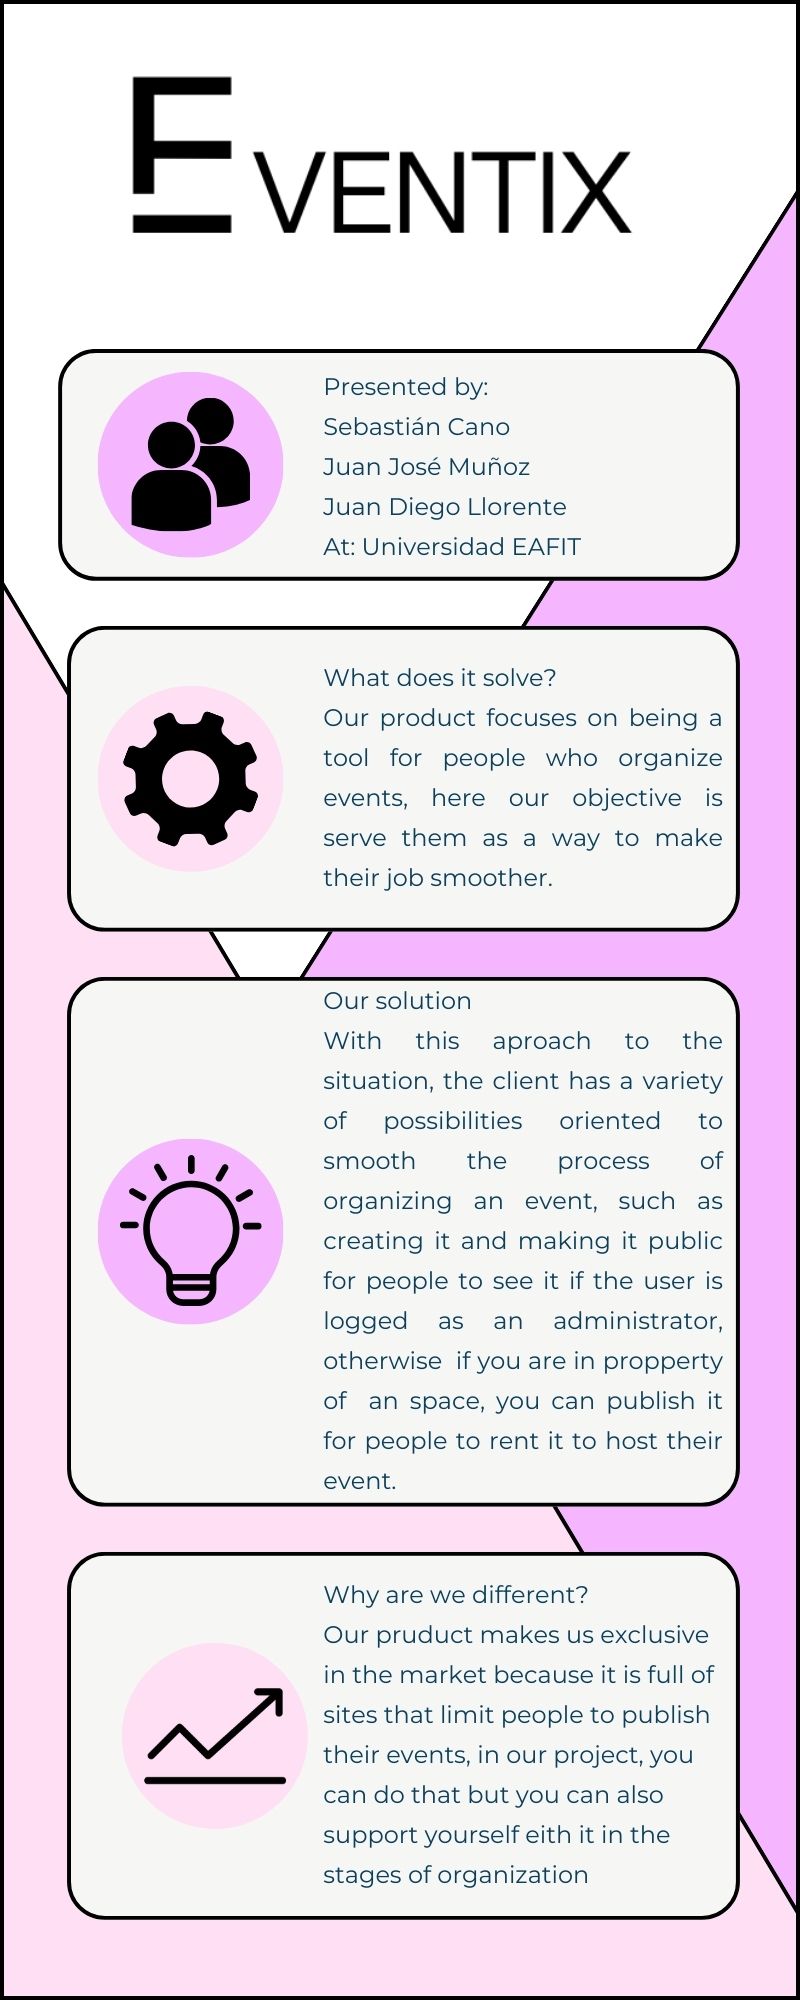 EVENTIX
Presented by:
Sebastián Cano
Juan José Muñoz
Juan Diego Llorente
At: Universidad EAFIT
What does it solve?
Our product focuses on being a
tool for people who organize
events, here our objective is
serve them as a way to make
their job smoother.
Our solution
With this aproach to the
situation, the client has a variety
of possibilities oriented to
smooth the process of
organizing an event, such as
creating it and making it public
for people to see it if the user is
logged as an administrator,
otherwise if you are in propperty
of an space, you can publish it
for people to rent it to host their
event.
Why are we different?
Our pruduct makes us exclusive
in the market because it is full of
sites that limit people to publish
their events, in our project, you
can do that but you can also
support yourself eith it in the
stages of organization